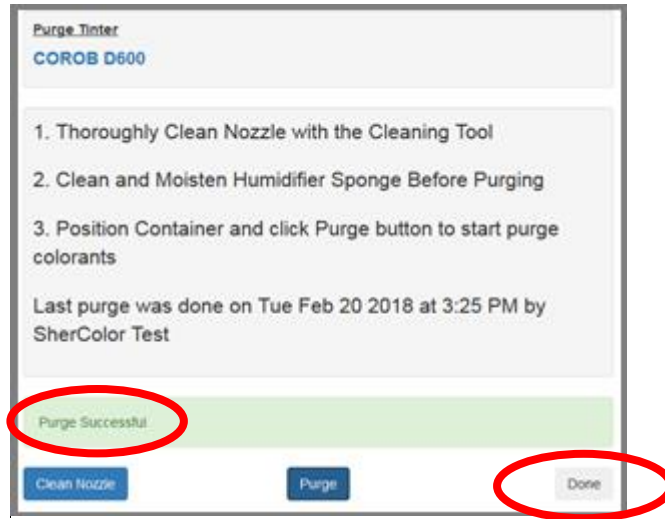 Purge Tinter
COROB D600
1. Thoroughly Clean Nozzle with the Cleaning Tool
2. Clean and Moisten Humidifier Sponge Before Purging
3. Position Container and click Purge button to start purge
colorants
Last purge was done on Tue Feb 20 2018 at 3:25 PM by
SherColor Test
Purge Successful
Clean Nozzle Purge Done